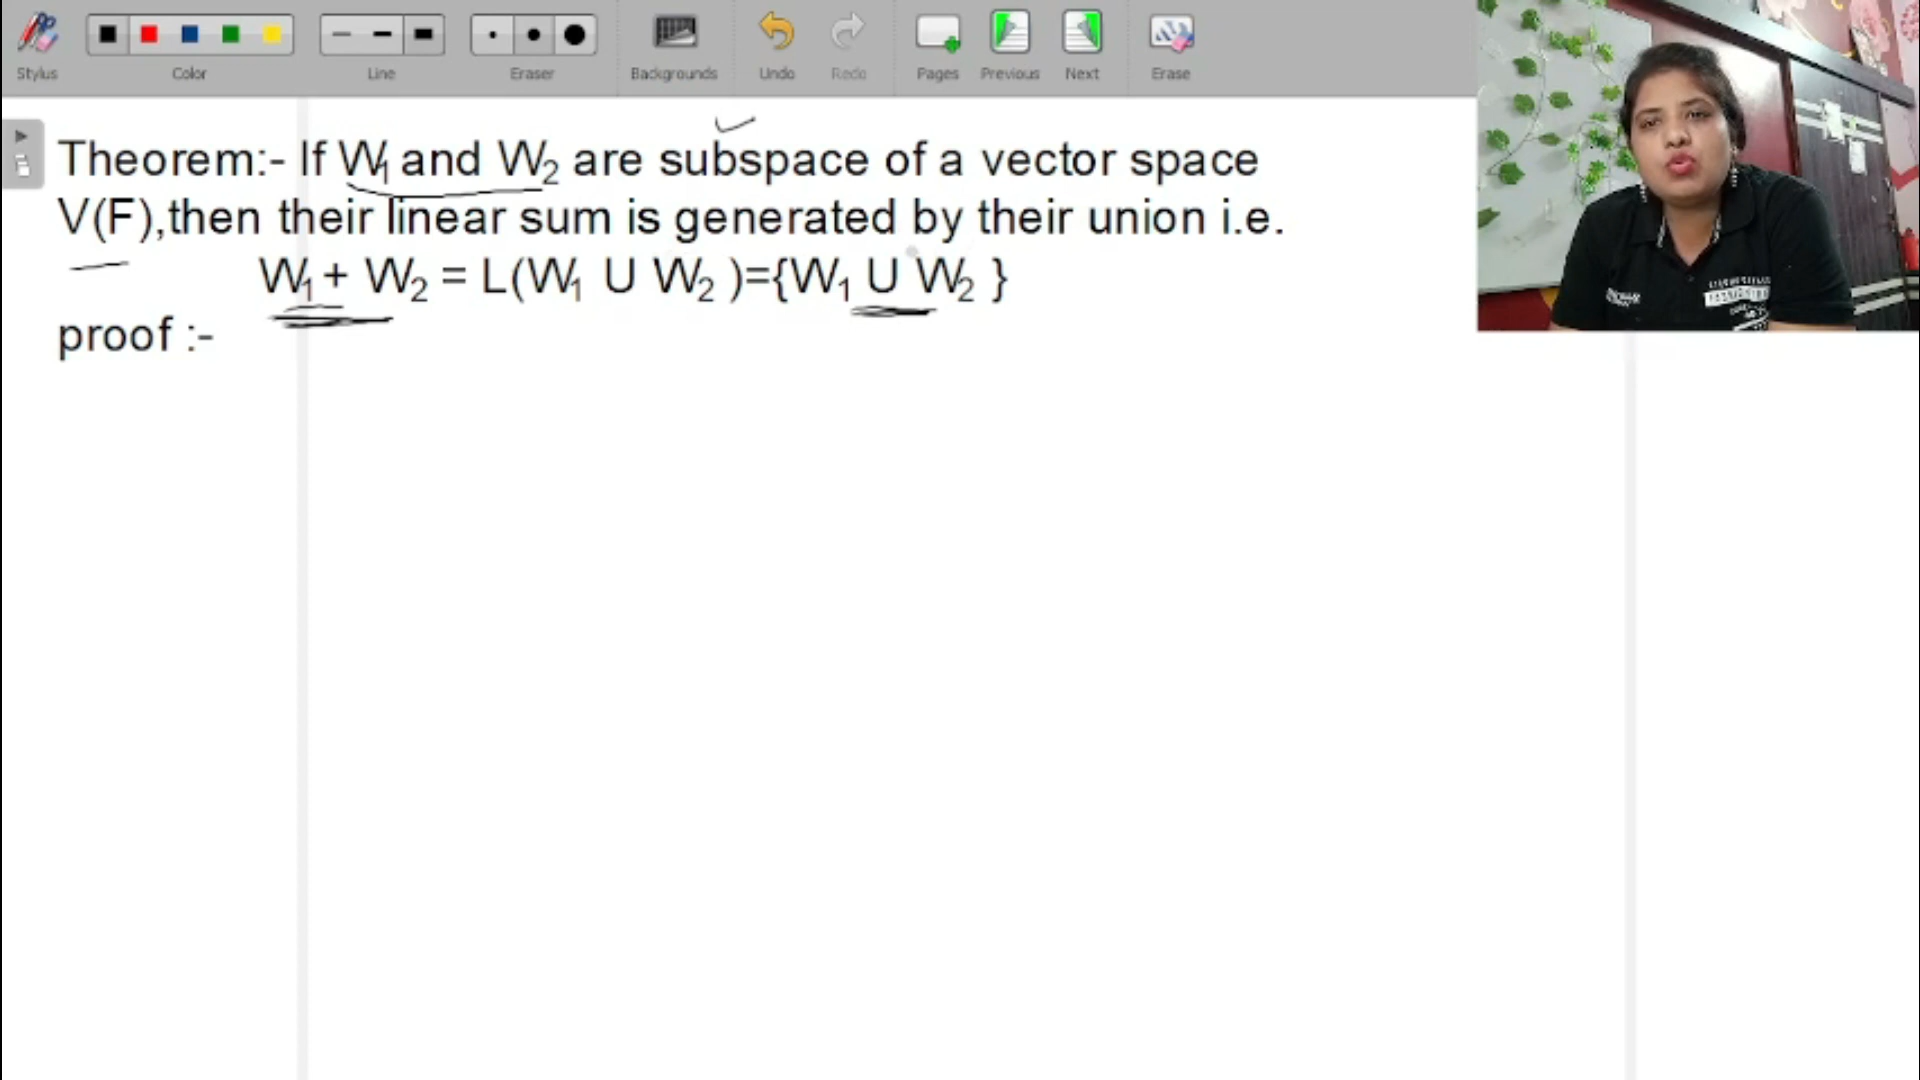 Stylus
Color
Line
Eraser
Backgrounds
Undo
Redo
Pages
Previous
Next
Erase
Theorem:- If W₁ and W₂ are subspace of a vector space
V(F),then their linear sum is generated by their union i.e.
W₁ + W₂ = L(W₁ U W₂ )={W₁ U W₂ }
proof :-